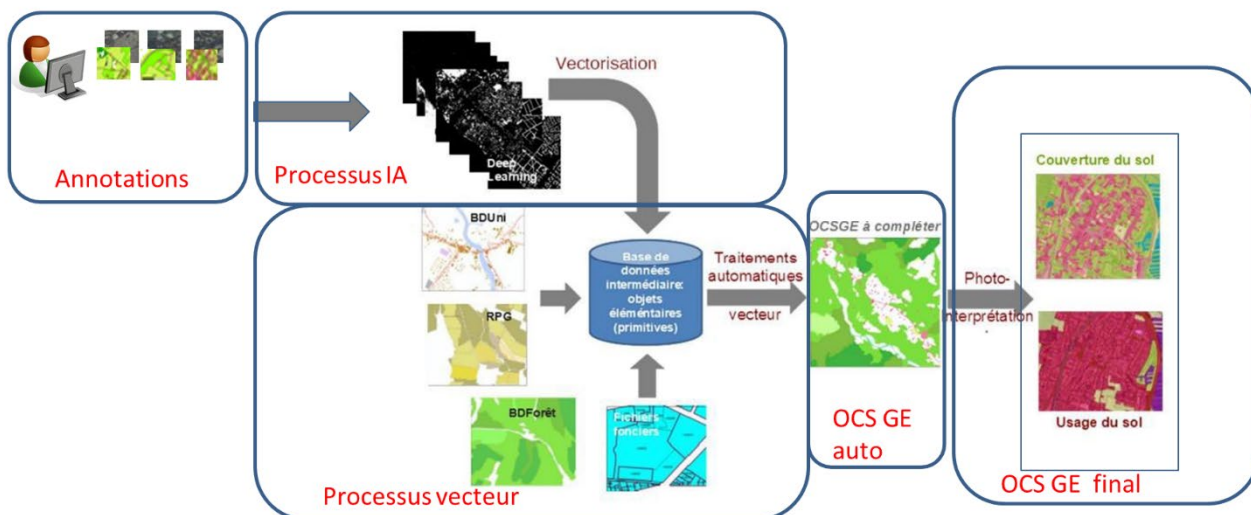 Annotations
Processus IA
Vectorisation
Deep
Learning
BDUni
RPG
BDForêt
Fichiers
fonciers
Base de
données
intermédiaire:
objets
élémentaires
(primitives)
Processus vecteur
Traitements
automatiques
vecteur
OCSGE à compléter
OCS GE
auto
Photo-
interprétation
Couverture du sol
Usage du sol
OCS GE final